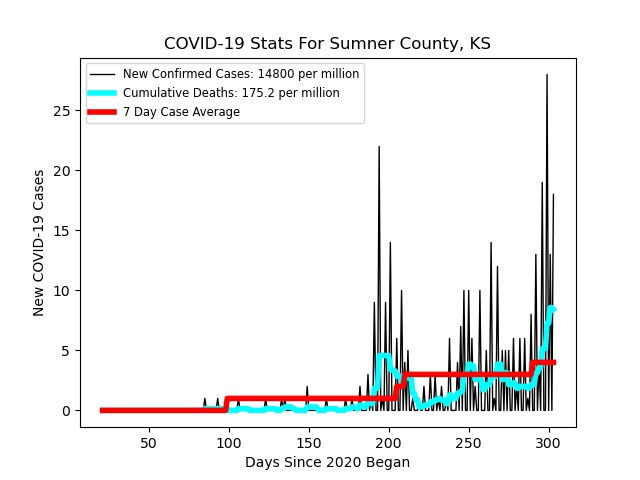 COVID-19 Stats For Sumner County, KS
New Confirmed Cases: 14800 per million
Cumulative Deaths: 175.2 per million
7 Day Case Average
New COVID-19 Cases
25
20
15
10
5
0
50 100 150 200 250 300
Days Since 2020 Began